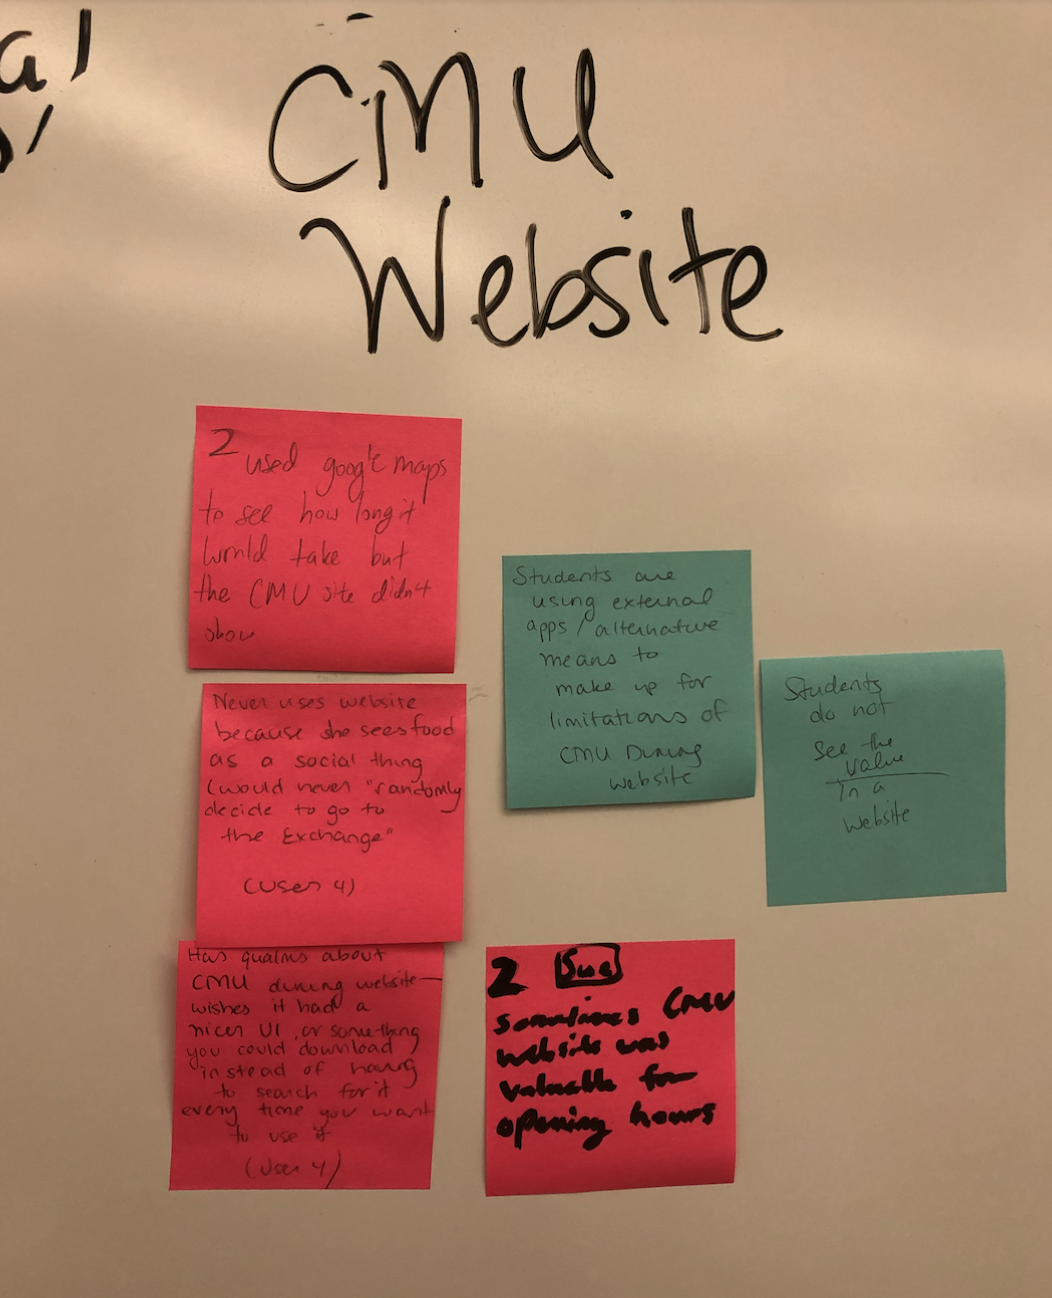 a!
CMU
Website
2
used google maps
to see how long it
would take but
the CMU site didn't
show
Students are
using external
apps / alternative
means to
make up for
limitations of
CMU Dining
website
Students
do not
see the
value
in a
website
Never uses website
because she sees food
as a social thing
(would never "randomly
decide to go to
the Exchange"
(User 4)
Has qualms about
CMU dining website—
wishes it had a
nicer UI, or something
you could download
instead of having
to search for it
every time you want
to use it
(User 4)
2
sometimes CMU
website was
valuable for
opening hours